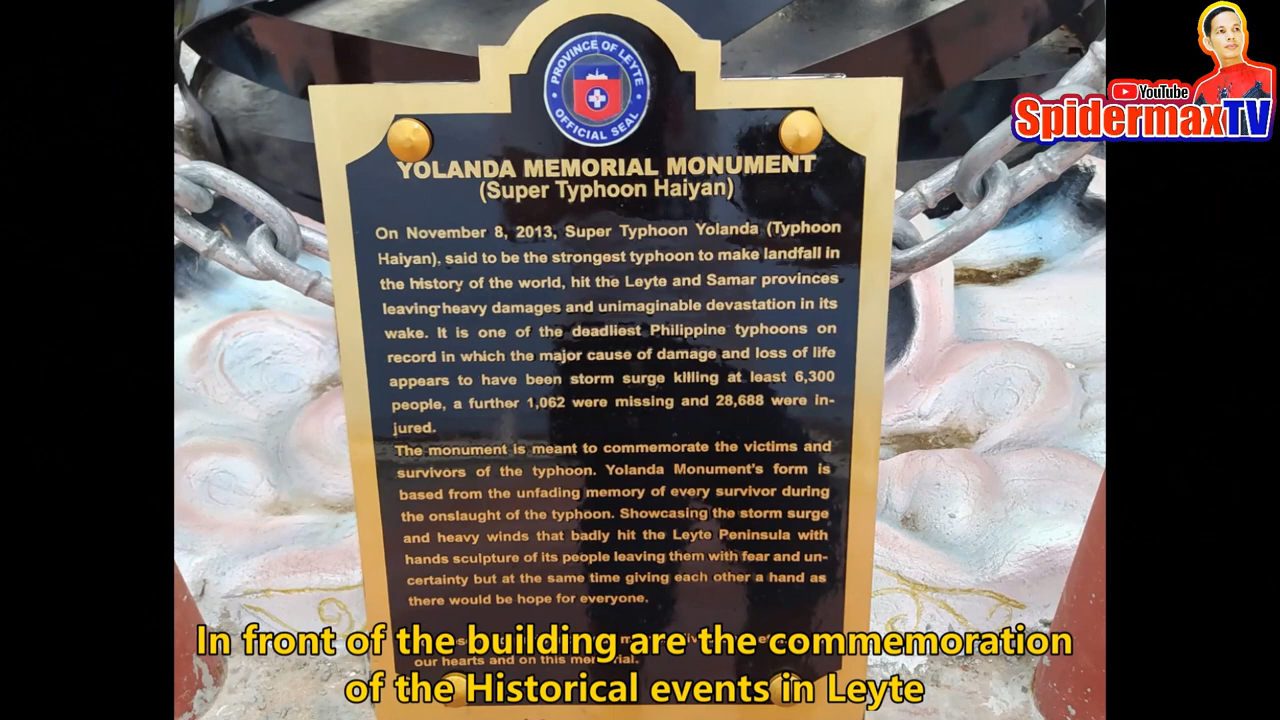 YouTube
SpidermaxTV
PROVINCE OF LEYTE
OFFICIAL SEAL
YOLANDA MEMORIAL MONUMENT
(Super Typhoon Haiyan)
On November 8, 2013, Super Typhoon Yolanda (Typhoon
Haiyan), said to be the strongest typhoon to make landfall in
the history of the world, hit the Leyte and Samar provinces
leaving heavy damages and unimaginable devastation in its
wake. It is one of the deadliest Philippine typhoons on
record in which the major cause of damage and loss of life
appears to have been storm surge killing at least 6,300
people, a further 1,062 were missing and 28,688 were in-
jured.
The monument is meant to commemorate the victims and
survivors of the typhoon. Yolanda Monument's form is
based from the unfading memory of every survivor during
the onslaught of the typhoon. Showcasing the storm surge
and heavy winds that badly hit the Leyte Peninsula with
hands sculpture of its people leaving them with fear and un-
certainty but at the same time giving each other a hand as
there would be hope for everyone.
our hearts and on this memorial.
In front of the building are the commemoration
of the Historical events in Leyte